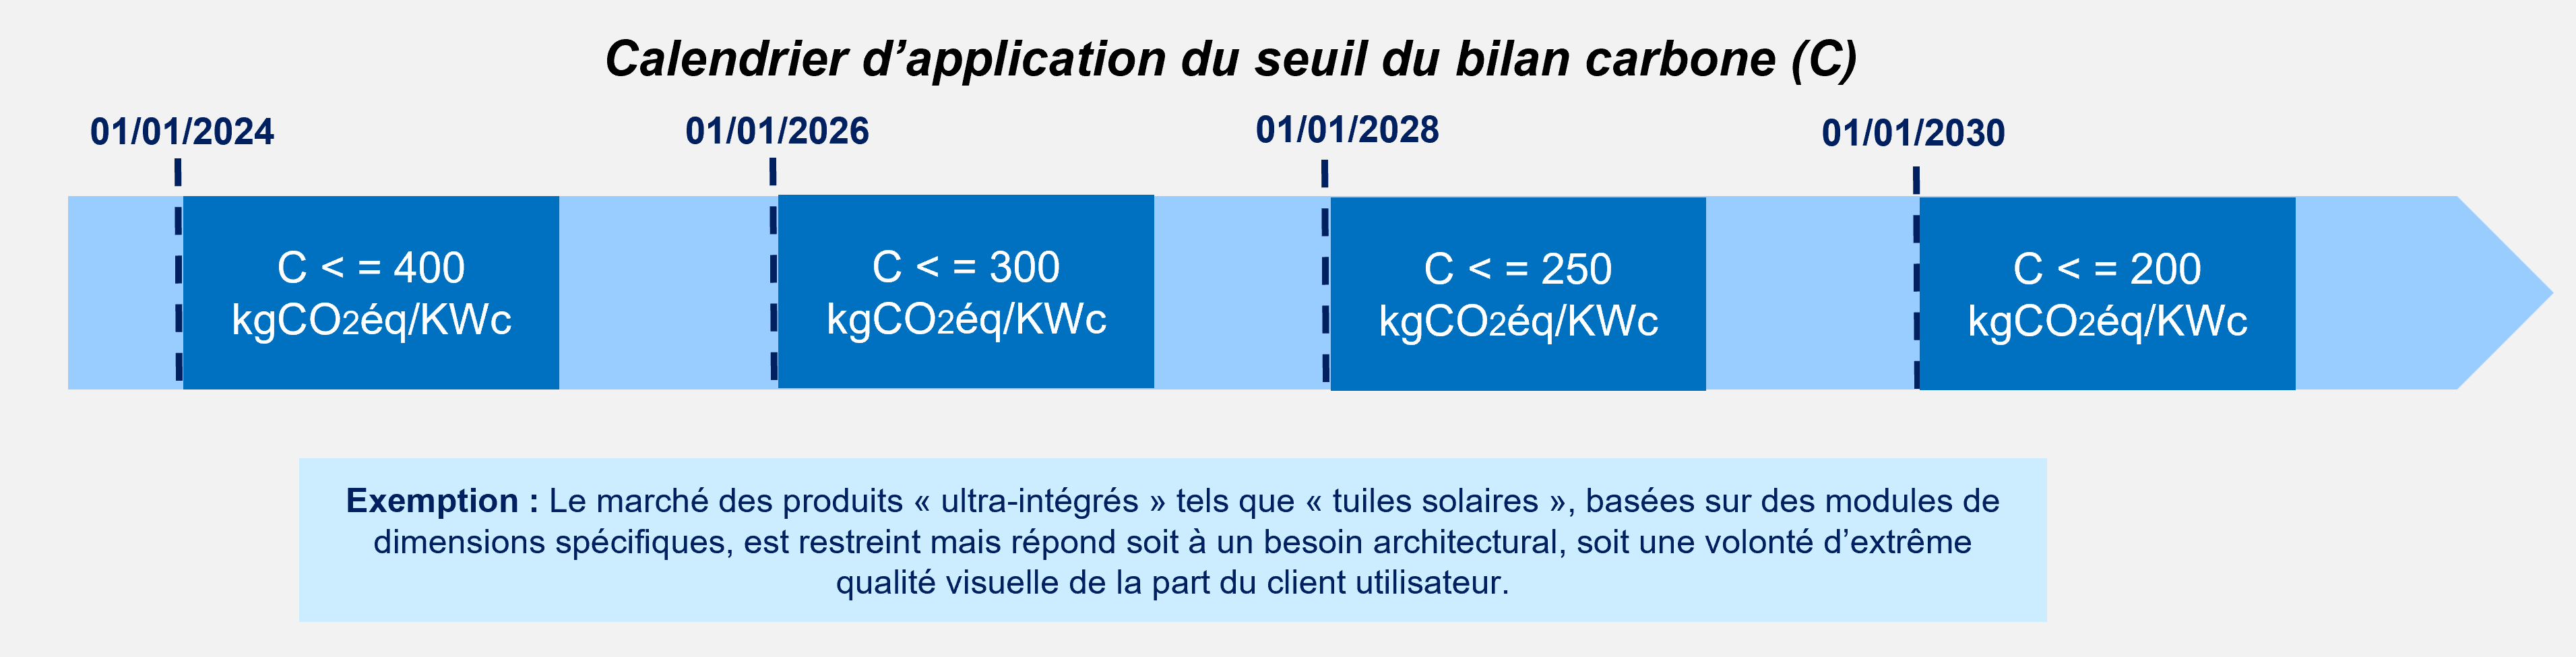 Calendrier d’application du seuil du bilan carbone (C)
01/01/2024
01/01/2026
01/01/2028
01/01/2030
C < = 400
kgCO2éq/KWc
C < = 300
kgCO2éq/KWc
C < = 250
kgCO2éq/KWc
C < = 200
kgCO2éq/KWc
Exemption : Le marché des produits « ultra-intégrés » tels que « tuiles solaires », basées sur des modules de
dimensions spécifiques, est restreint mais répond soit à un besoin architectural, soit une volonté d’extrême
qualité visuelle de la part du client utilisateur.